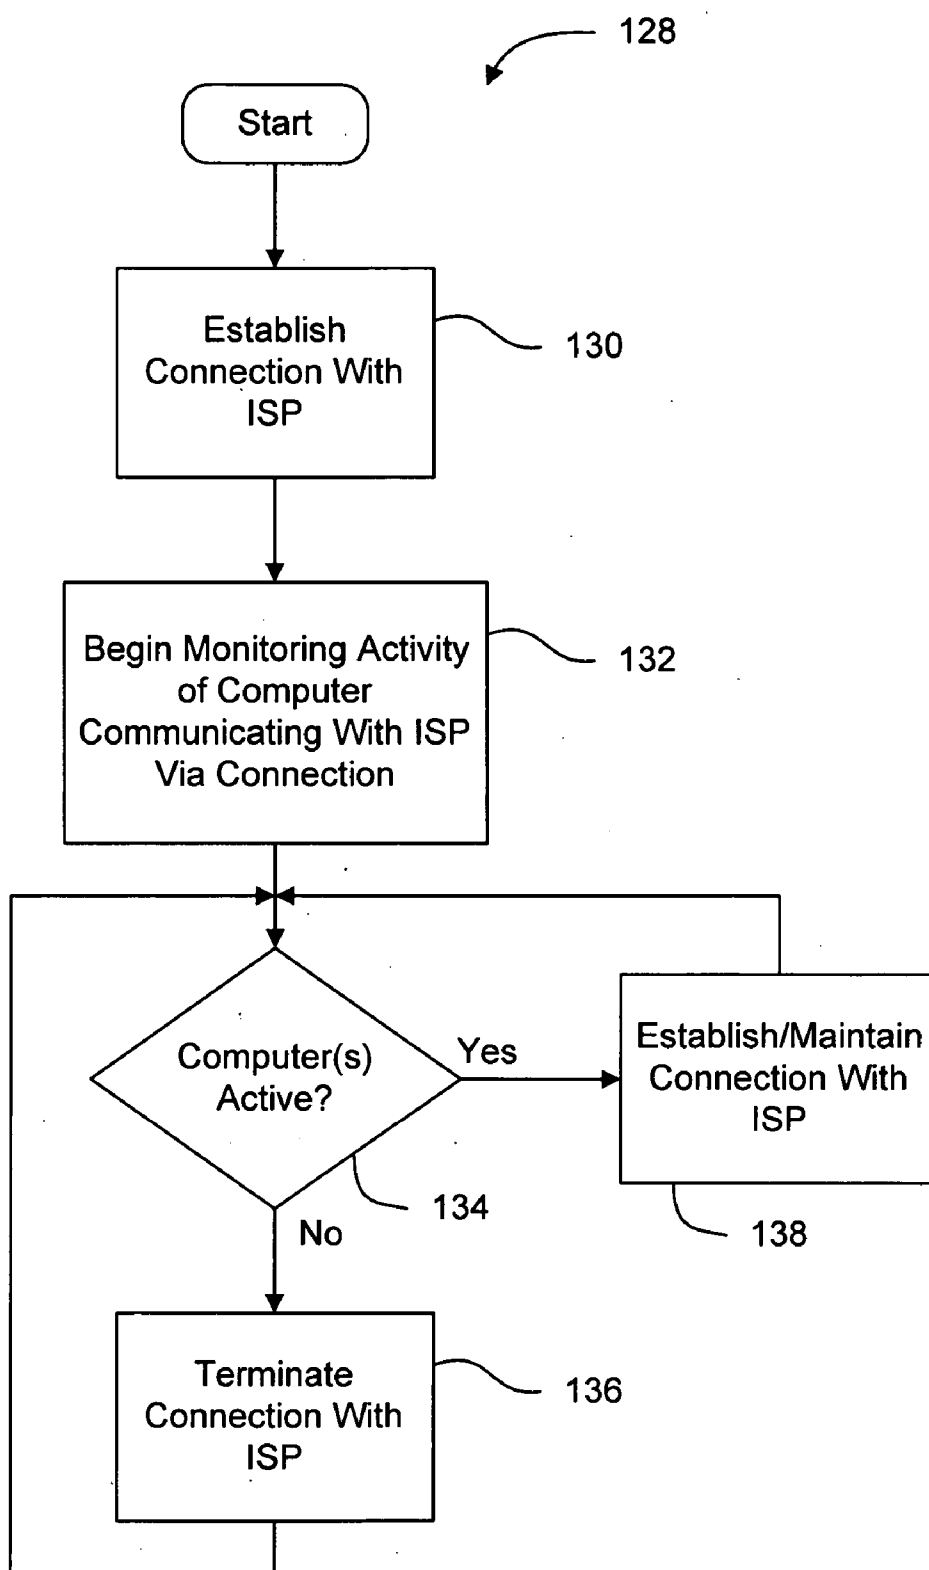 128
Start
Establish
Connection With
ISP
130
Begin Monitoring Activity
of Computer
Communicating With ISP
Via Connection
132
Computer(s)
Active?
Yes
134
No
Establish/Maintain
Connection With
ISP
138
Terminate
Connection With
ISP
136